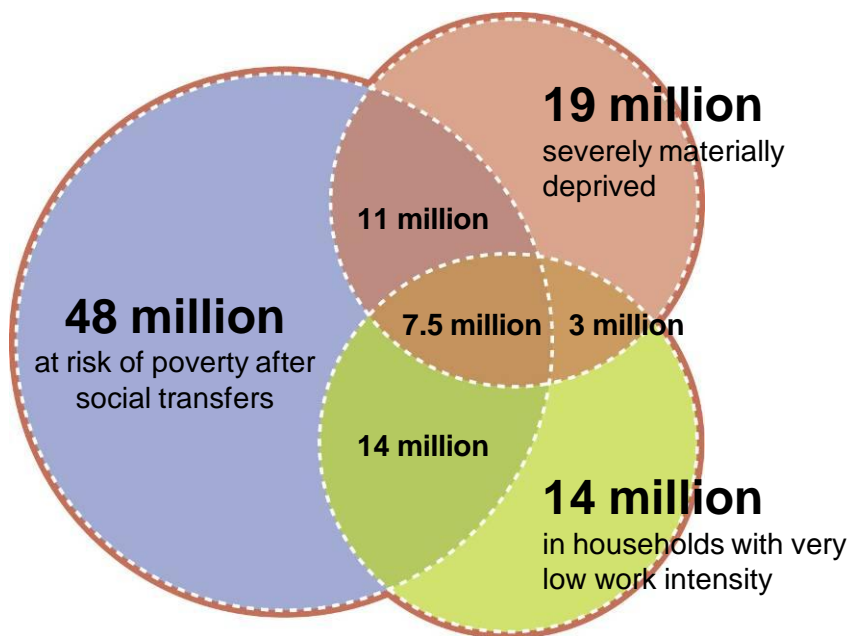 19 million
severely materially
deprived
11 million
48 million
at risk of poverty after
social transfers
7.5 million
3 million
14 million
14 million
in households with very
low work intensity